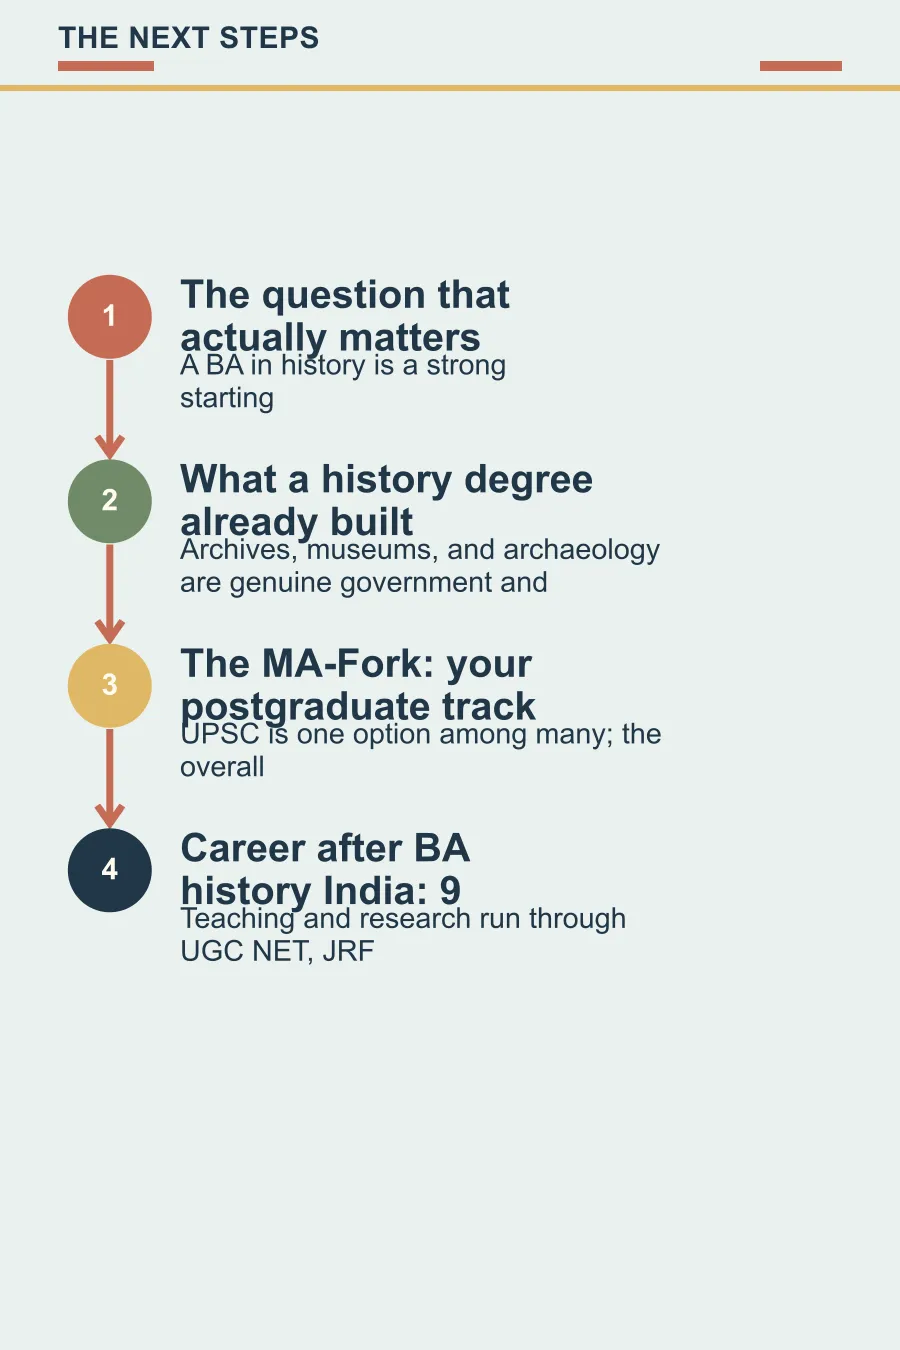 THE NEXT STEPS
1
The question that
actually matters
A BA in history is a strong
starting
2
What a history degree
already built
Archives, museums, and archaeology
are genuine government and
3
The MA-Fork: your
postgraduate track
UPSC is one option among many; the
overall
4
Career after BA
history India: 9
Teaching and research run through
UGC NET, JRF